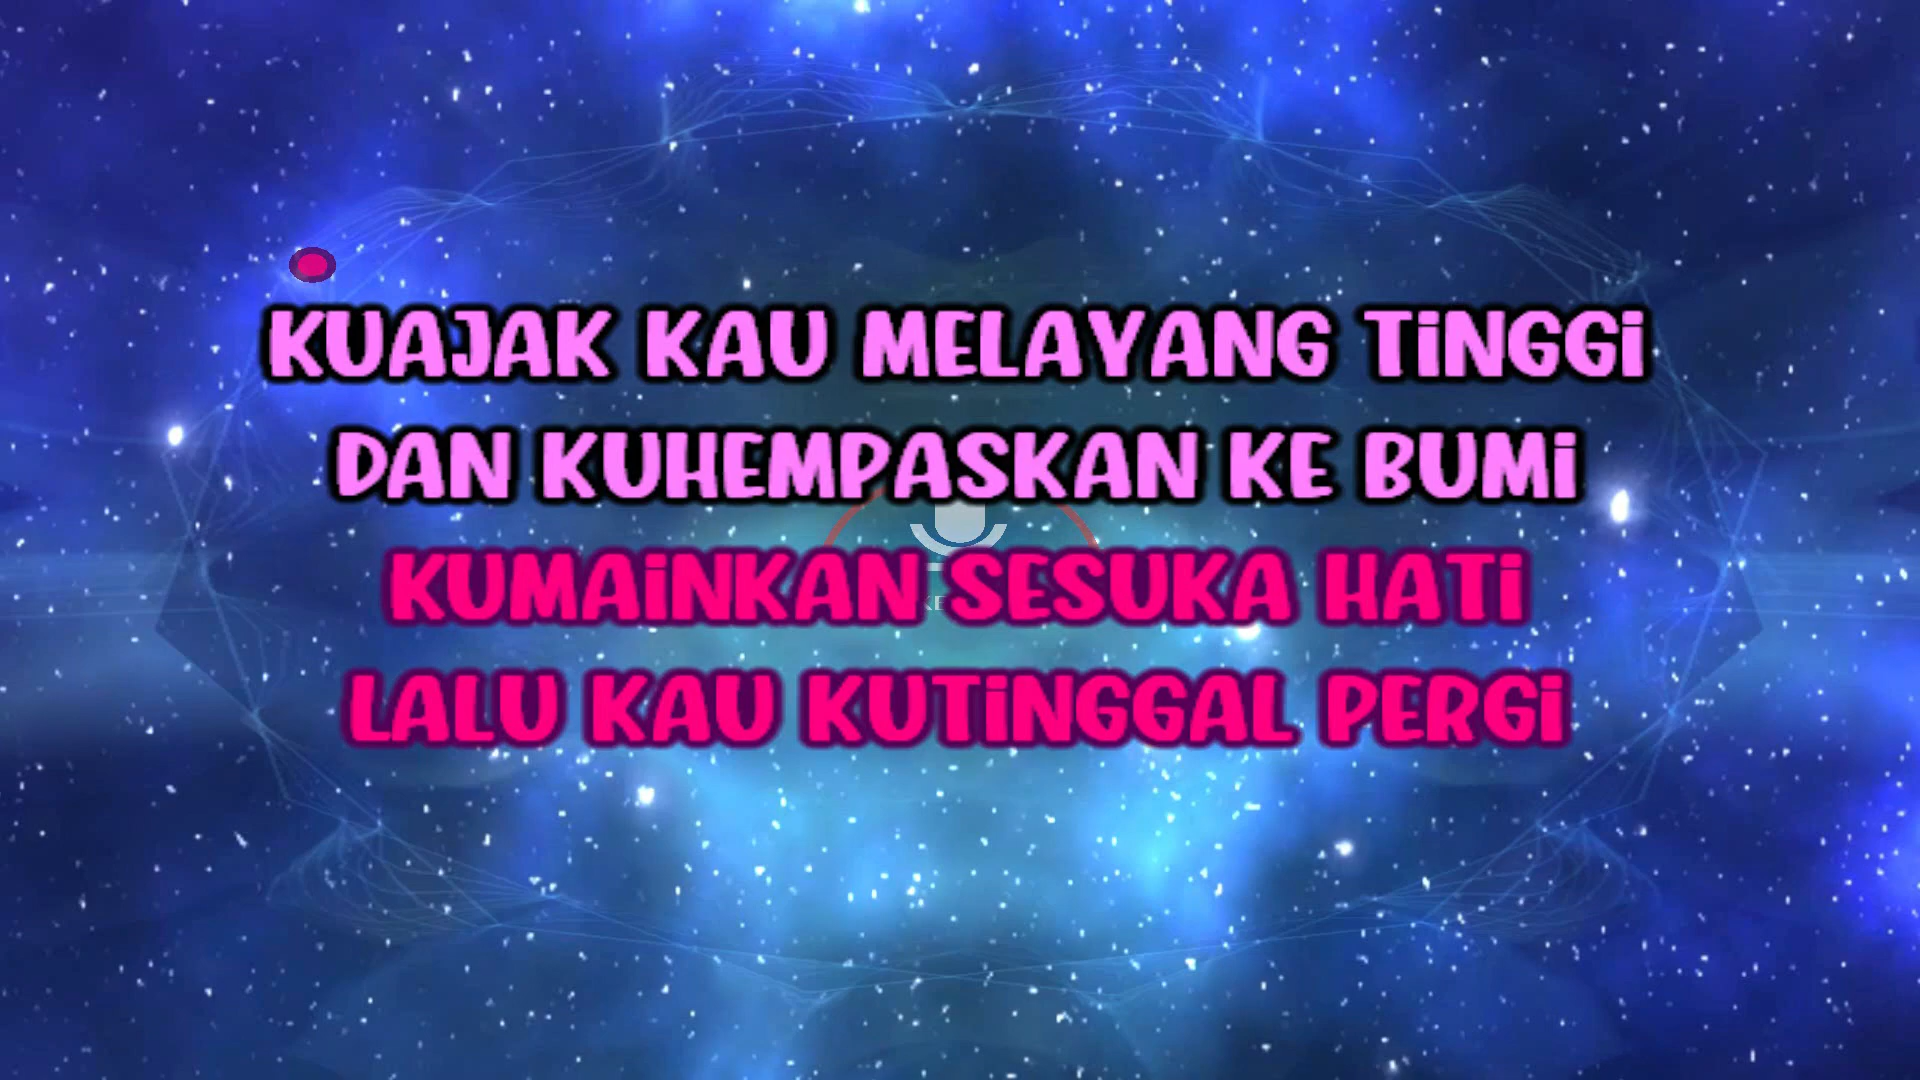 KUAJAK KAU MELAYANG TiNGGi
DAN KUHEMPASKAN KE BUMi
KUMAiNKAN SESUKA HATi
LALU KAU KUTiNGGAL PERGi